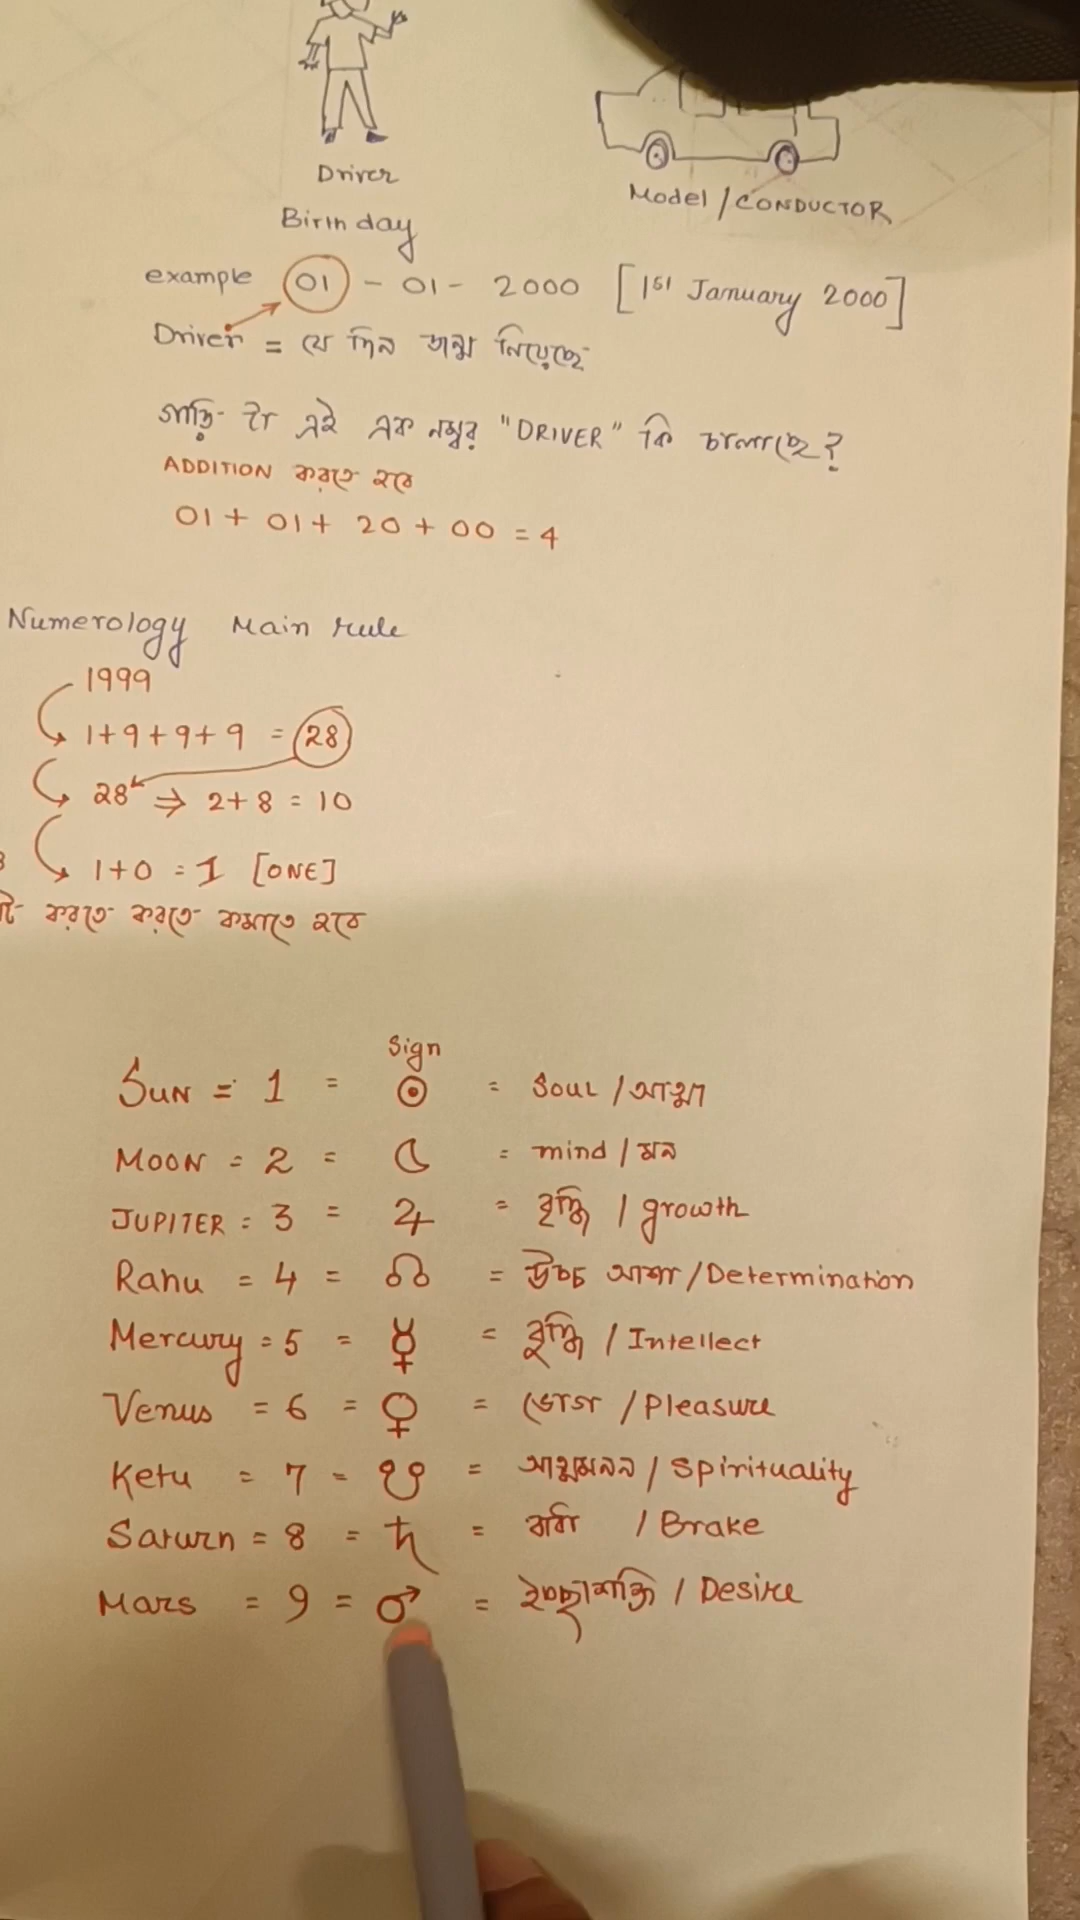 Driver
Model / CONDUCTOR
Birth day
example 01 - 01 - 2000 [1st January 2000]
Driver = যে দিন জন্ম নিয়েছে
গাড়ি- টা এই এক নম্বর "DRIVER" কি চালাচ্ছে?
ADDITION করতে হবে
01 + 01 + 20 + 00 = 4
Numerology Main rule
1999
1+9+9+9 = 28
28 ⇒ 2+8 = 10
1+0 = 1 [ONE]
করতে করতে কমাতে হবে
Sign
SUN = 1 = ☉ = SOUL / আত্মা
MOON = 2 = ☾ = mind / মন
JUPITER = 3 = ♃ = বৃদ্ধি / growth
Rahu = 4 = ☊ = উচ্চ আশা / Determination
Mercury = 5 = ☿ = বুদ্ধি / Intellect
Venus = 6 = ♀ = ভোগ / Pleasure
Ketu = 7 = ☋ = আত্মমনন / Spirituality
Saturn = 8 = ♄ = বাধা / Brake
Mars = 9 = ♂ = ইচ্ছাশক্তি / Desire